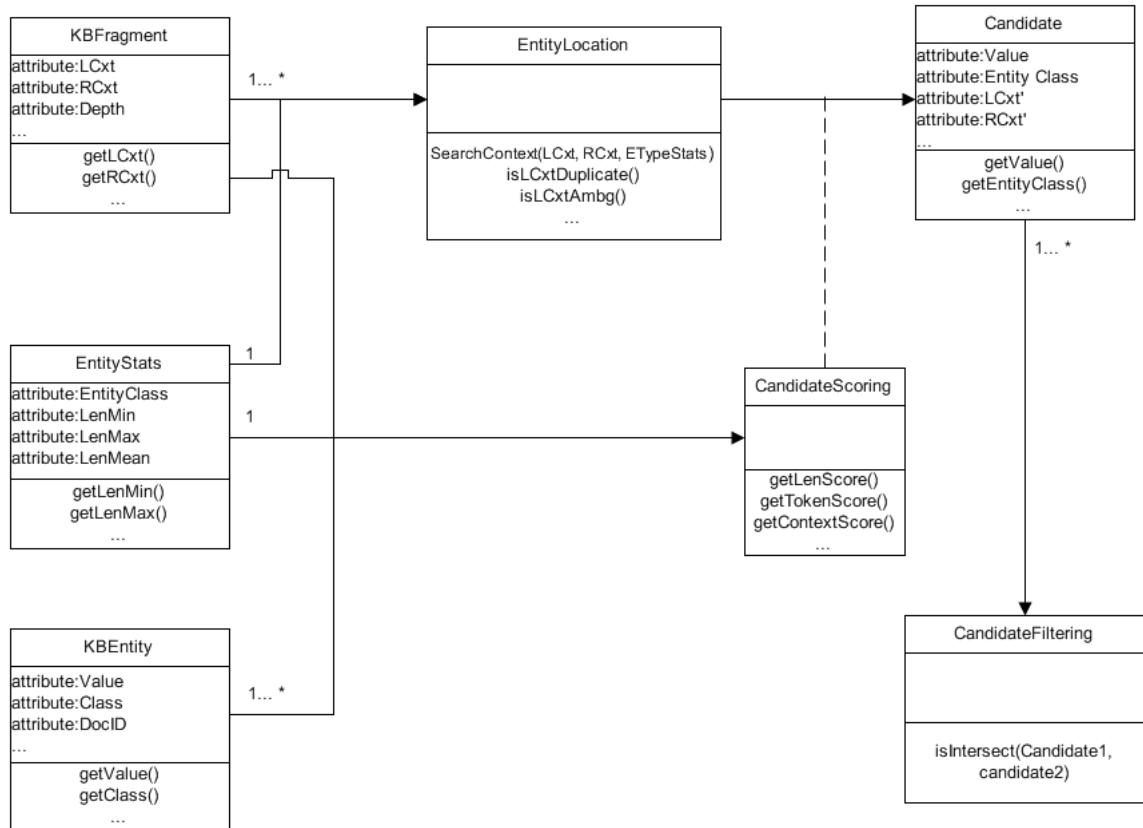 KBFragment
attribute:LCxt
attribute:RCxt
attribute:Depth
...
getLCxt()
getRCxt()
...
1... *
EntityLocation
SearchContext(LCxt, RCxt, ETypeStats)
isLCxtDuplicate()
isLCxtAmbg()
...
Candidate
attribute:Value
attribute:Entity Class
attribute:LCxt'
attribute:RCxt'
...
getValue()
getEntityClass()
...
1... *
EntityStats
attribute:EntityClass
attribute:LenMin
attribute:LenMax
attribute:LenMean
getLenMin()
getLenMax()
...
1
1
CandidateScoring
getLenScore()
getTokenScore()
getContextScore()
...
KBEntity
attribute:Value
attribute:Class
attribute:DocID
...
getValue()
getClass()
...
1... *
CandidateFiltering
isIntersect(Candidate1,
candidate2)